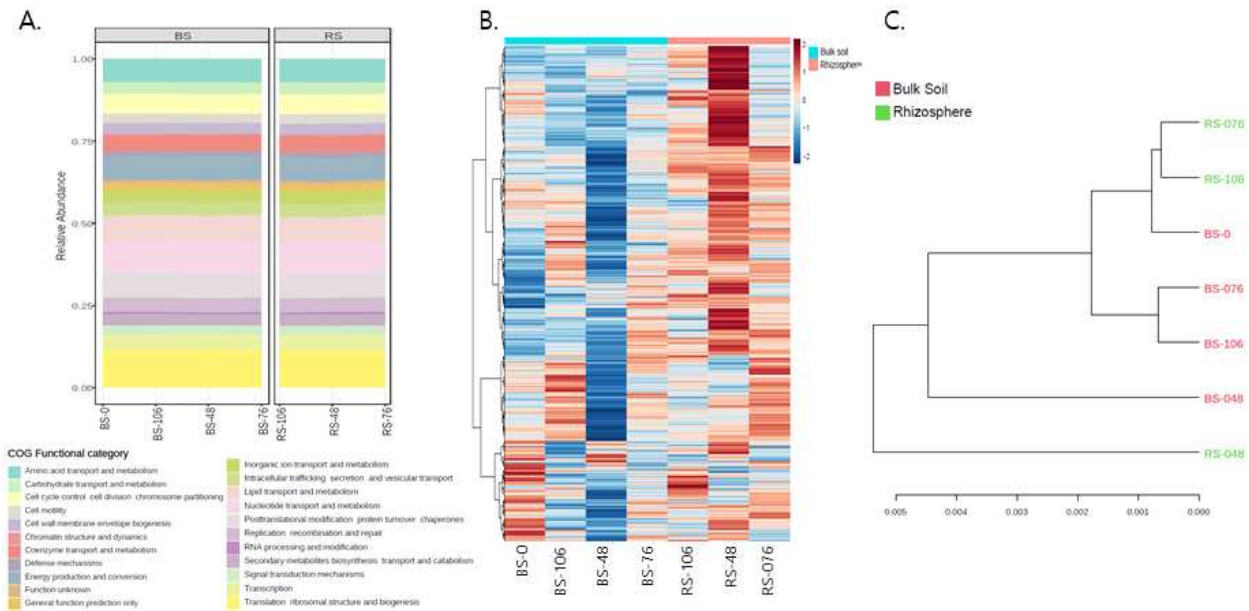 A.
BS
RS
1.00
0.75
0.50
0.25
0.00
Relative Abundance
BS-0
BS-106
BS-48
BS-76
RS-106
RS-48
RS-76
COG Functional category
Amino acid transport and metabolism
Carbohydrate transport and metabolism
Cell cycle control cell division chromosome partitioning
Cell motility
Cell wall membrane envelope biogenesis
Chromatin structure and dynamics
Coenzyme transport and metabolism
Defense mechanisms
Energy production and conversion
Function unknown
General function prediction only
Inorganic ion transport and metabolism
Intracellular trafficking secretion and vesicular transport
Lipid transport and metabolism
Nucleotide transport and metabolism
Posttranslational modification protein turnover chaperones
Replication recombination and repair
RNA processing and modification
Secondary metabolites biosynthesis transport and catabolism
Signal transduction mechanisms
Transcription
Translation ribosomal structure and biogenesis
B.
2
1
0
-1
-2
Bulk soil
Rhizosphere
BS-0
BS-106
BS-48
BS-76
RS-106
RS-48
RS-076
C.
Bulk Soil
Rhizosphere
RS-076
RS-106
BS-0
BS-076
BS-106
BS-048
RS-048
0.005
0.004
0.003
0.002
0.001
0.000